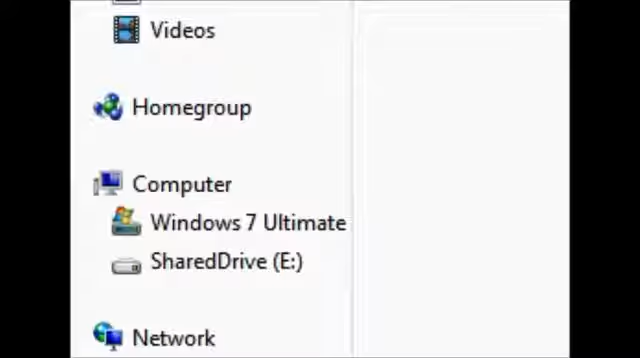 Videos
Homegroup
Computer
Windows 7 Ultimate
SharedDrive (E:)
Network